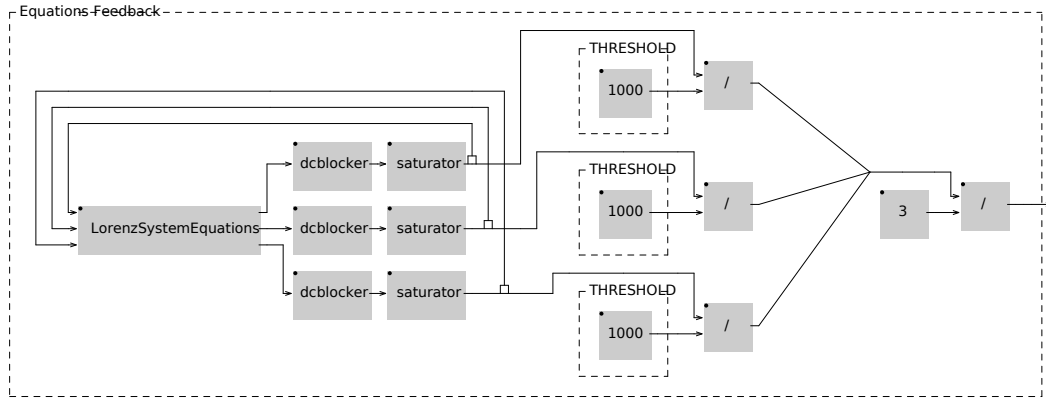 Equations Feedback
THRESHOLD
1000
/
dcblocker
saturator
THRESHOLD
1000
/
3
/
LorenzSystemEquations
dcblocker
saturator
dcblocker
saturator
THRESHOLD
1000
/